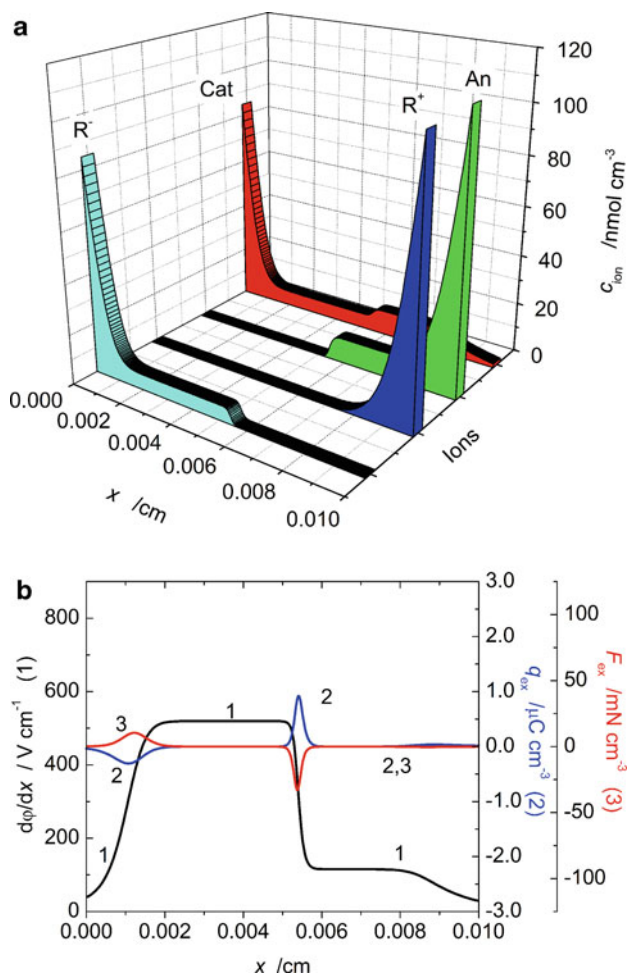 a
120
100
80
60
40
20
0
c_ion /nmol cm⁻³
R⁻
Cat
R⁺
An
0.000
0.002
0.004
0.006
0.008
0.010
x /cm
Ions
b
800
600
400
200
0
dφ/dx / V cm⁻¹ (1)
3.0
2.0
1.0
0.0
-1.0
-2.0
-3.0
q_ex /µC cm⁻³ (2)
100
50
0
-50
-100
F_ex /mN cm⁻³ (3)
3
2
1
1
2
2,3
1
0.000 0.002 0.004 0.006 0.008 0.010
x /cm